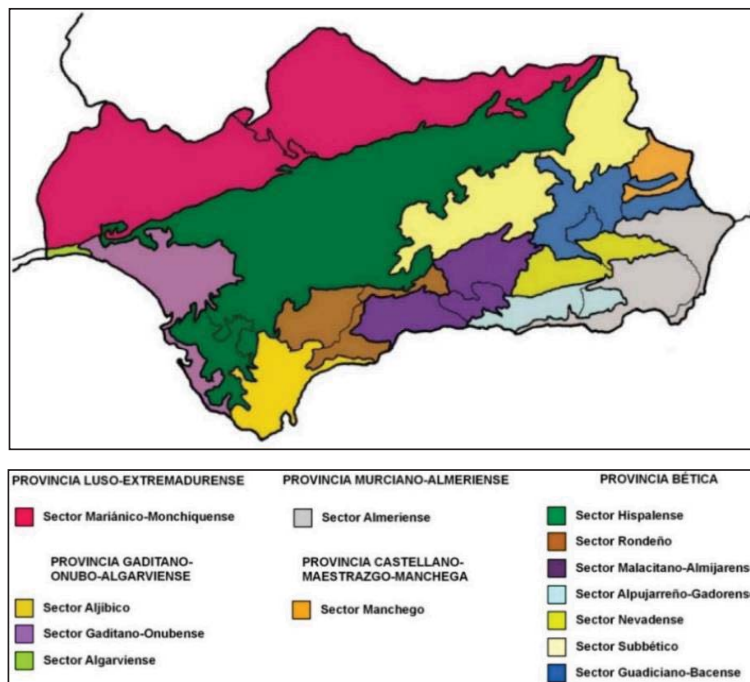 PROVINCIA LUSO-EXTREMADURENSE
Sector Mariánico-Monchiquense
PROVINCIA GADITANO-
ONUBO-ALGARVIENSE
Sector Aljíbico
Sector Gaditano-Onubense
Sector Algarviense
PROVINCIA MURCIANO-ALMERIENSE
Sector Almeriense
PROVINCIA CASTELLANO-
MAESTRAZGO-MANCHEGA
Sector Manchego
PROVINCIA BÉTICA
Sector Hispalense
Sector Rondeño
Sector Malacitano-Almijarense
Sector Alpujarreño-Gadorense
Sector Nevadense
Sector Subbético
Sector Guadiciano-Bacense